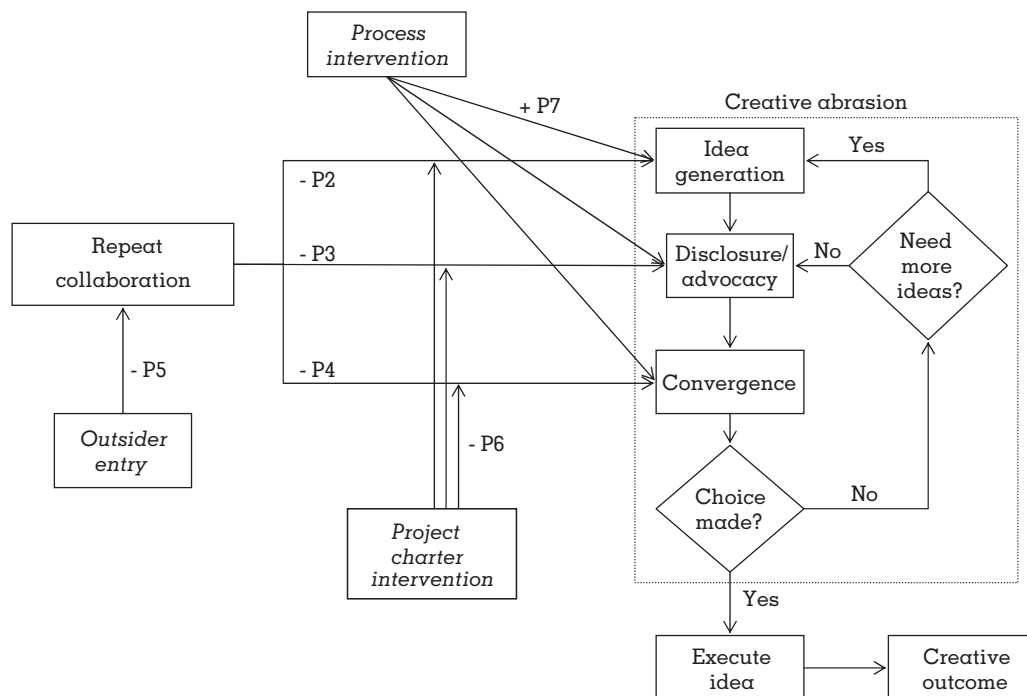 Process
intervention
+ P7
Creative abrasion
Idea
generation
Yes
- P2
Repeat
collaboration
- P3
Disclosure/
advocacy
No
Need
more
ideas?
- P5
- P4
Convergence
Outsider
entry
- P6
Choice
made?
No
Project
charter
intervention
Yes
Execute
idea
Creative
outcome